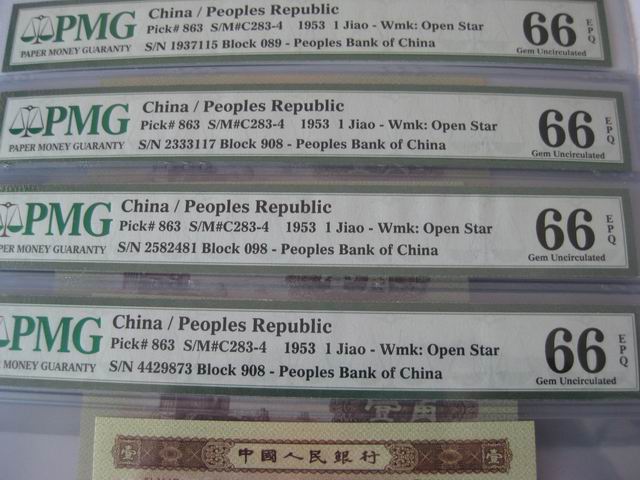 PMG
PAPER MONEY GUARANTY
China / Peoples Republic
Pick# 863 S/M#C283-4 1953 1 Jiao - Wmk: Open Star
S/N 1937115 Block 089 - Peoples Bank of China
66 EPQ
Gem Uncirculated
PMG
PAPER MONEY GUARANTY
China / Peoples Republic
Pick# 863 S/M#C283-4 1953 1 Jiao - Wmk: Open Star
S/N 2333117 Block 908 - Peoples Bank of China
66 EPQ
Gem Uncirculated
PMG
PER MONEY GUARANTY
China / Peoples Republic
Pick# 863 S/M#C283-4 1953 1 Jiao - Wmk: Open Star
S/N 2582481 Block 098 - Peoples Bank of China
66 EPQ
Gem Uncirculated
PMG
MONEY GUARANTY
China / Peoples Republic
Pick# 863 S/M#C283-4 1953 1 Jiao - Wmk: Open Star
S/N 4429873 Block 908 - Peoples Bank of China
66 EPQ
Gem Uncirculated
壹角
壹 中國人民銀行 壹